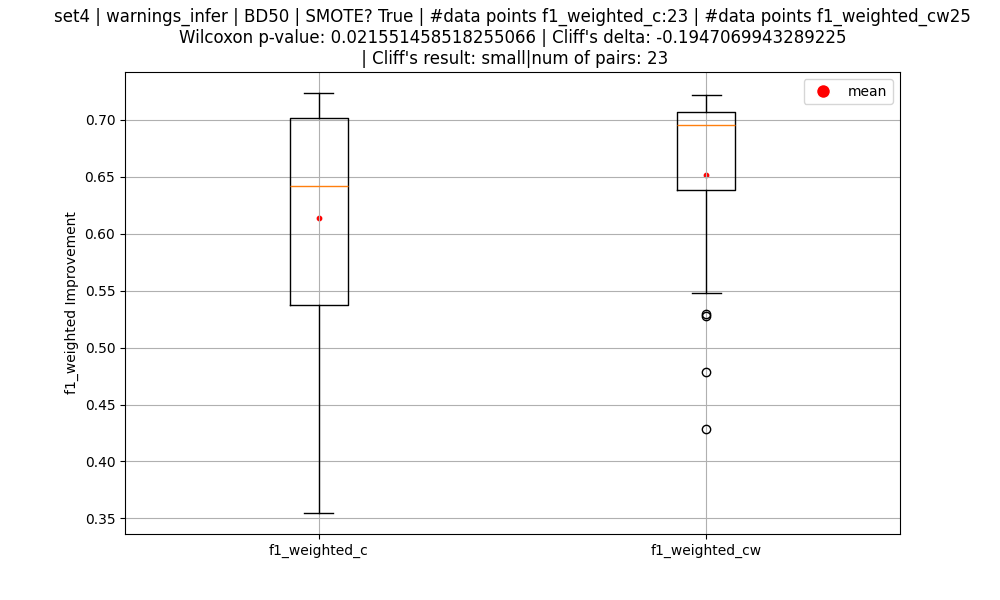 set4 | warnings_infer | BD50 | SMOTE? True | #data points f1_weighted_c:23 | #data points f1_weighted_cw25
Wilcoxon p-value: 0.021551458518255066 | Cliff's delta: -0.1947069943289225
| Cliff's result: small|num of pairs: 23
mean
0.70
0.65
0.60
0.55
0.50
0.45
0.40
0.35
f1_weighted Improvement
f1_weighted_c
f1_weighted_cw